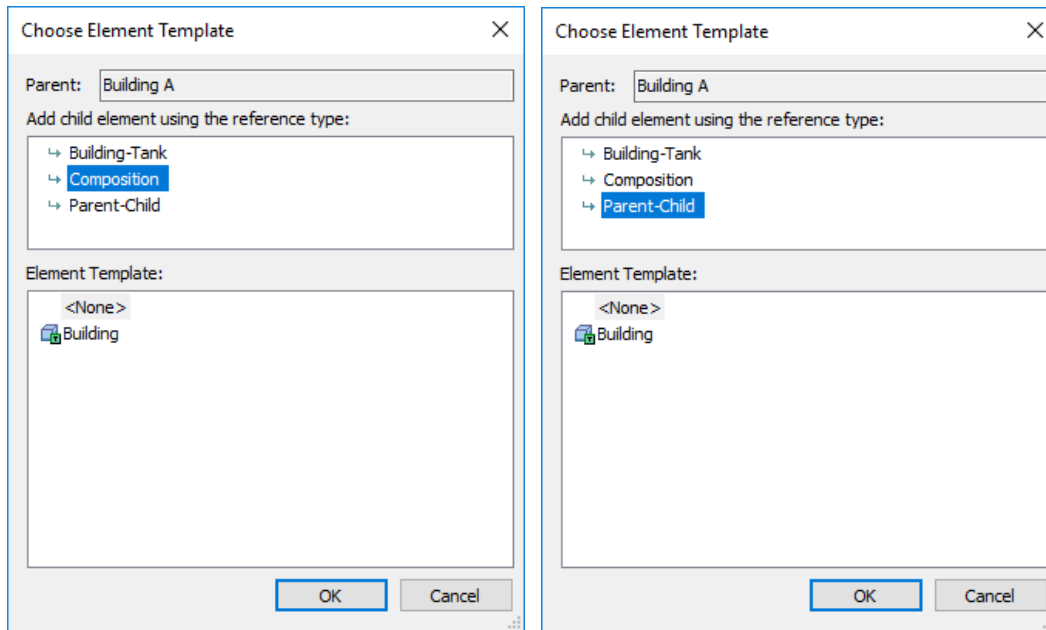 Choose Element Template
Parent: Building A
Add child element using the reference type:
Building-Tank
Composition
Parent-Child
Element Template:
<None>
Building
OK Cancel
Choose Element Template
Parent: Building A
Add child element using the reference type:
Building-Tank
Composition
Parent-Child
Element Template:
<None>
Building
OK Cancel